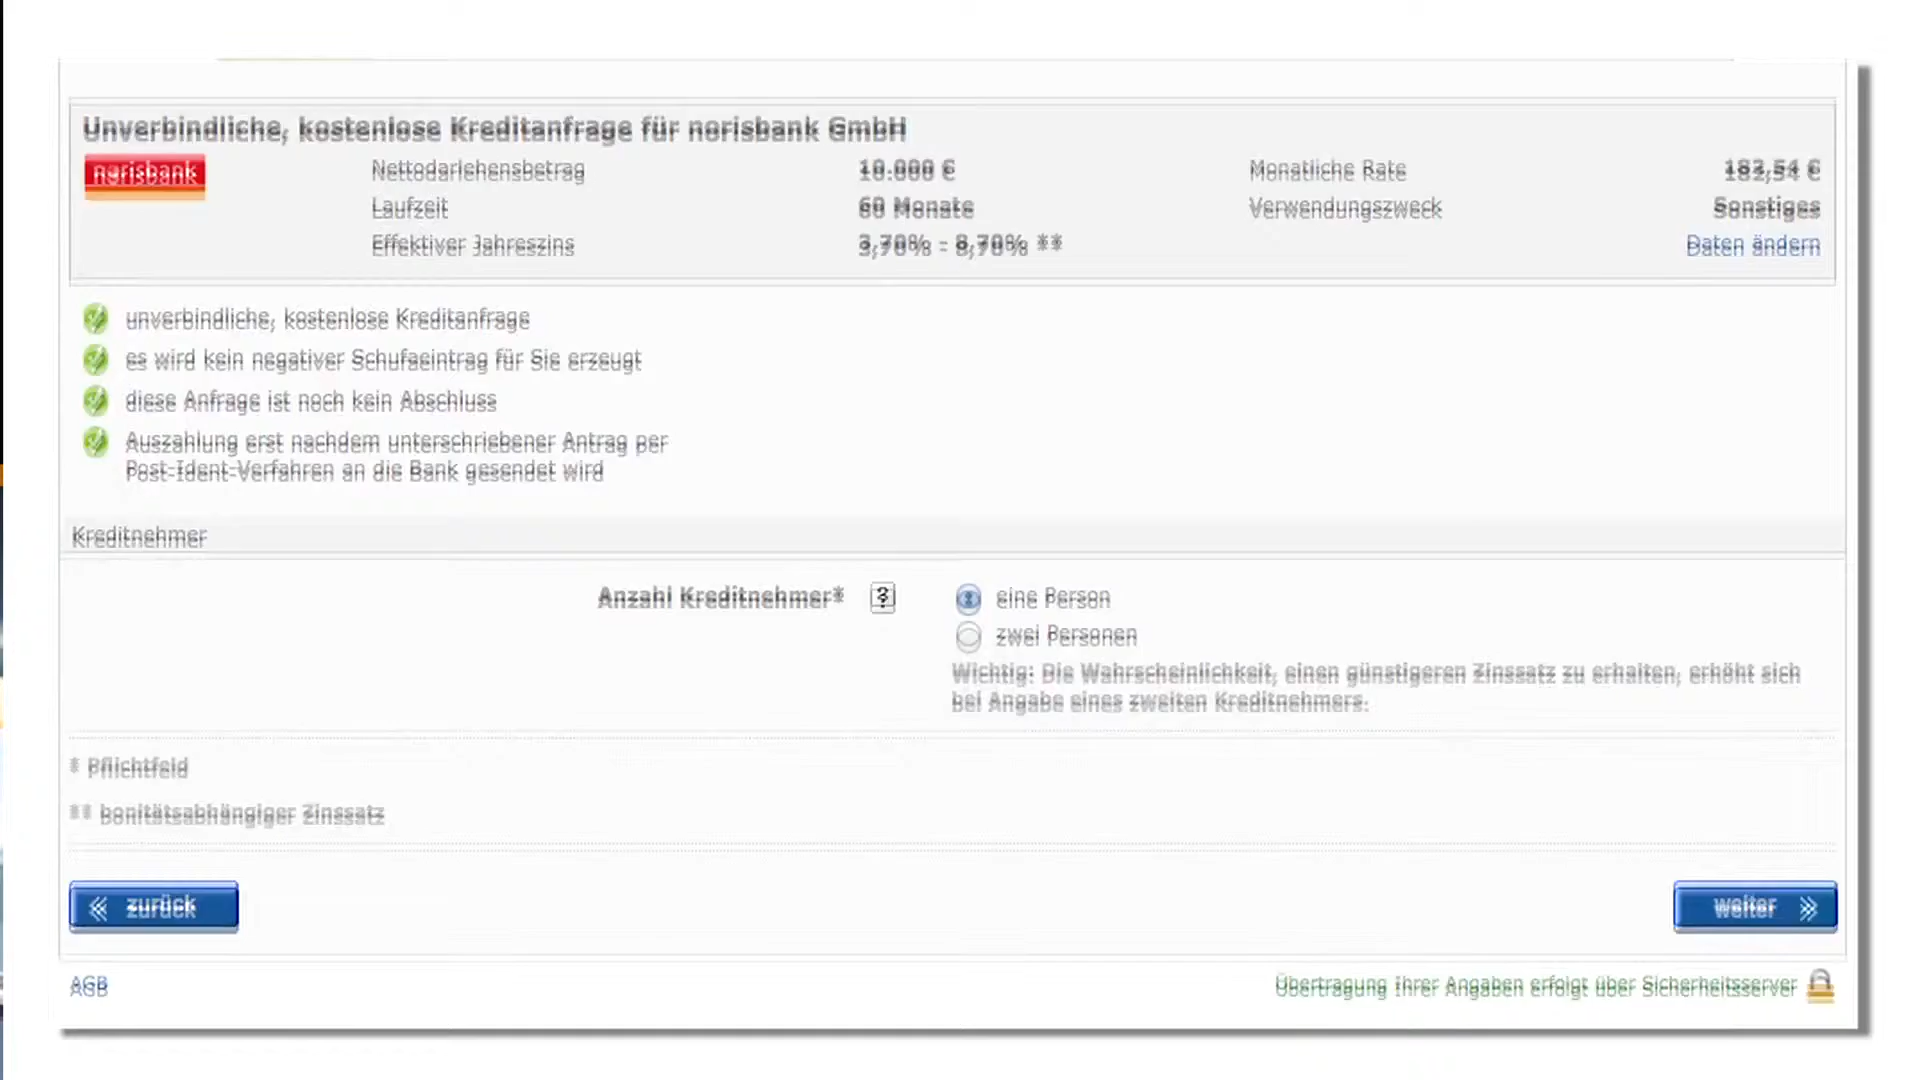 Unverbindliche, kostenlose Kreditanfrage für norisbank GmbH
norisbank
Nettodarlehensbetrag 10.000 € Monatliche Rate 182,54 €
Laufzeit 60 Monate Verwendungszweck Sonstiges
Effektiver Jahreszins 3,70% - 8,70% ** Daten ändern
unverbindliche, kostenlose Kreditanfrage
es wird kein negativer Schufaeintrag für Sie erzeugt
diese Anfrage ist noch kein Abschluss
Auszahlung erst nachdem unterschriebener Antrag per
Post-Ident-Verfahren an die Bank gesendet wird
Kreditnehmer
Anzahl Kreditnehmer* ? eine Person
zwei Personen
Wichtig: Die Wahrscheinlichkeit, einen günstigeren Zinssatz zu erhalten, erhöht sich
bei Angabe eines zweiten Kreditnehmers.
* Pflichtfeld
** bonitätsabhängiger Zinssatz
« zurück weiter »
AGB Übertragung Ihrer Angaben erfolgt über Sicherheitsserver